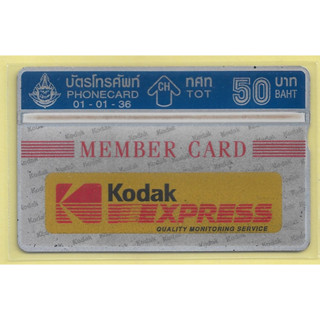 บัตรโทรศัพท์ CH ทศท 50 บาท
PHONECARD TOT BAHT
01-01-36
MEMBER CARD
Kodak
EXPRESS
QUALITY MONITORING SERVICE